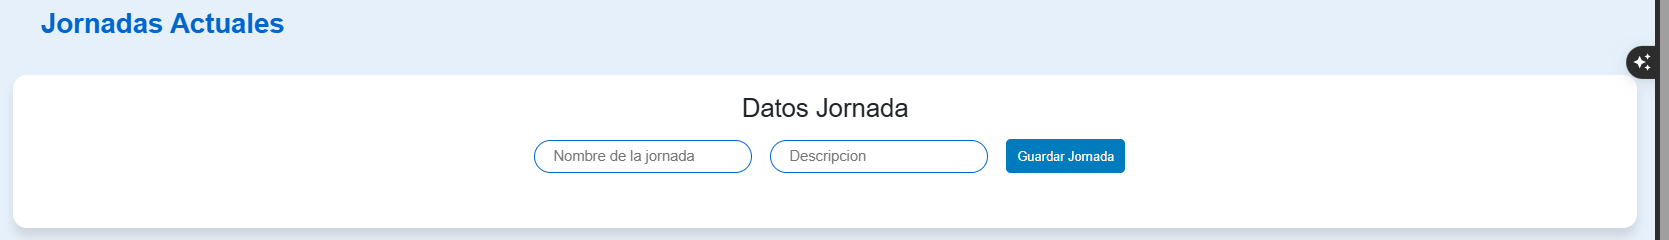 Jornadas Actuales
Datos Jornada
Nombre de la jornada Descripcion Guardar Jornada